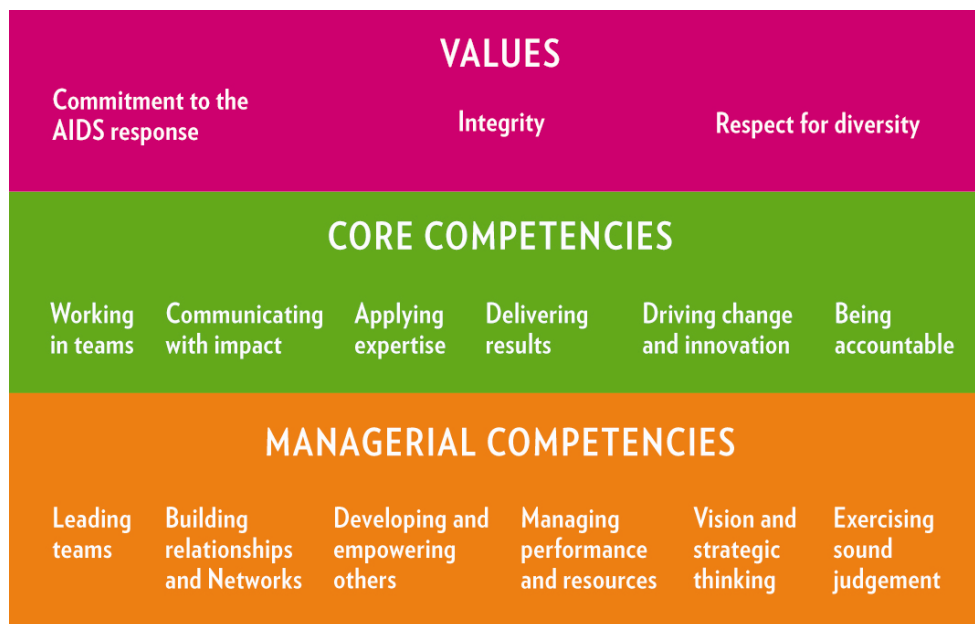 VALUES
Commitment to the
AIDS response
Integrity
Respect for diversity
CORE COMPETENCIES
Working
in teams
Communicating
with impact
Applying
expertise
Delivering
results
Driving change
and innovation
Being
accountable
MANAGERIAL COMPETENCIES
Leading
teams
Building
relationships
and Networks
Developing and
empowering
others
Managing
performance
and resources
Vision and
strategic
thinking
Exercising
sound
judgement